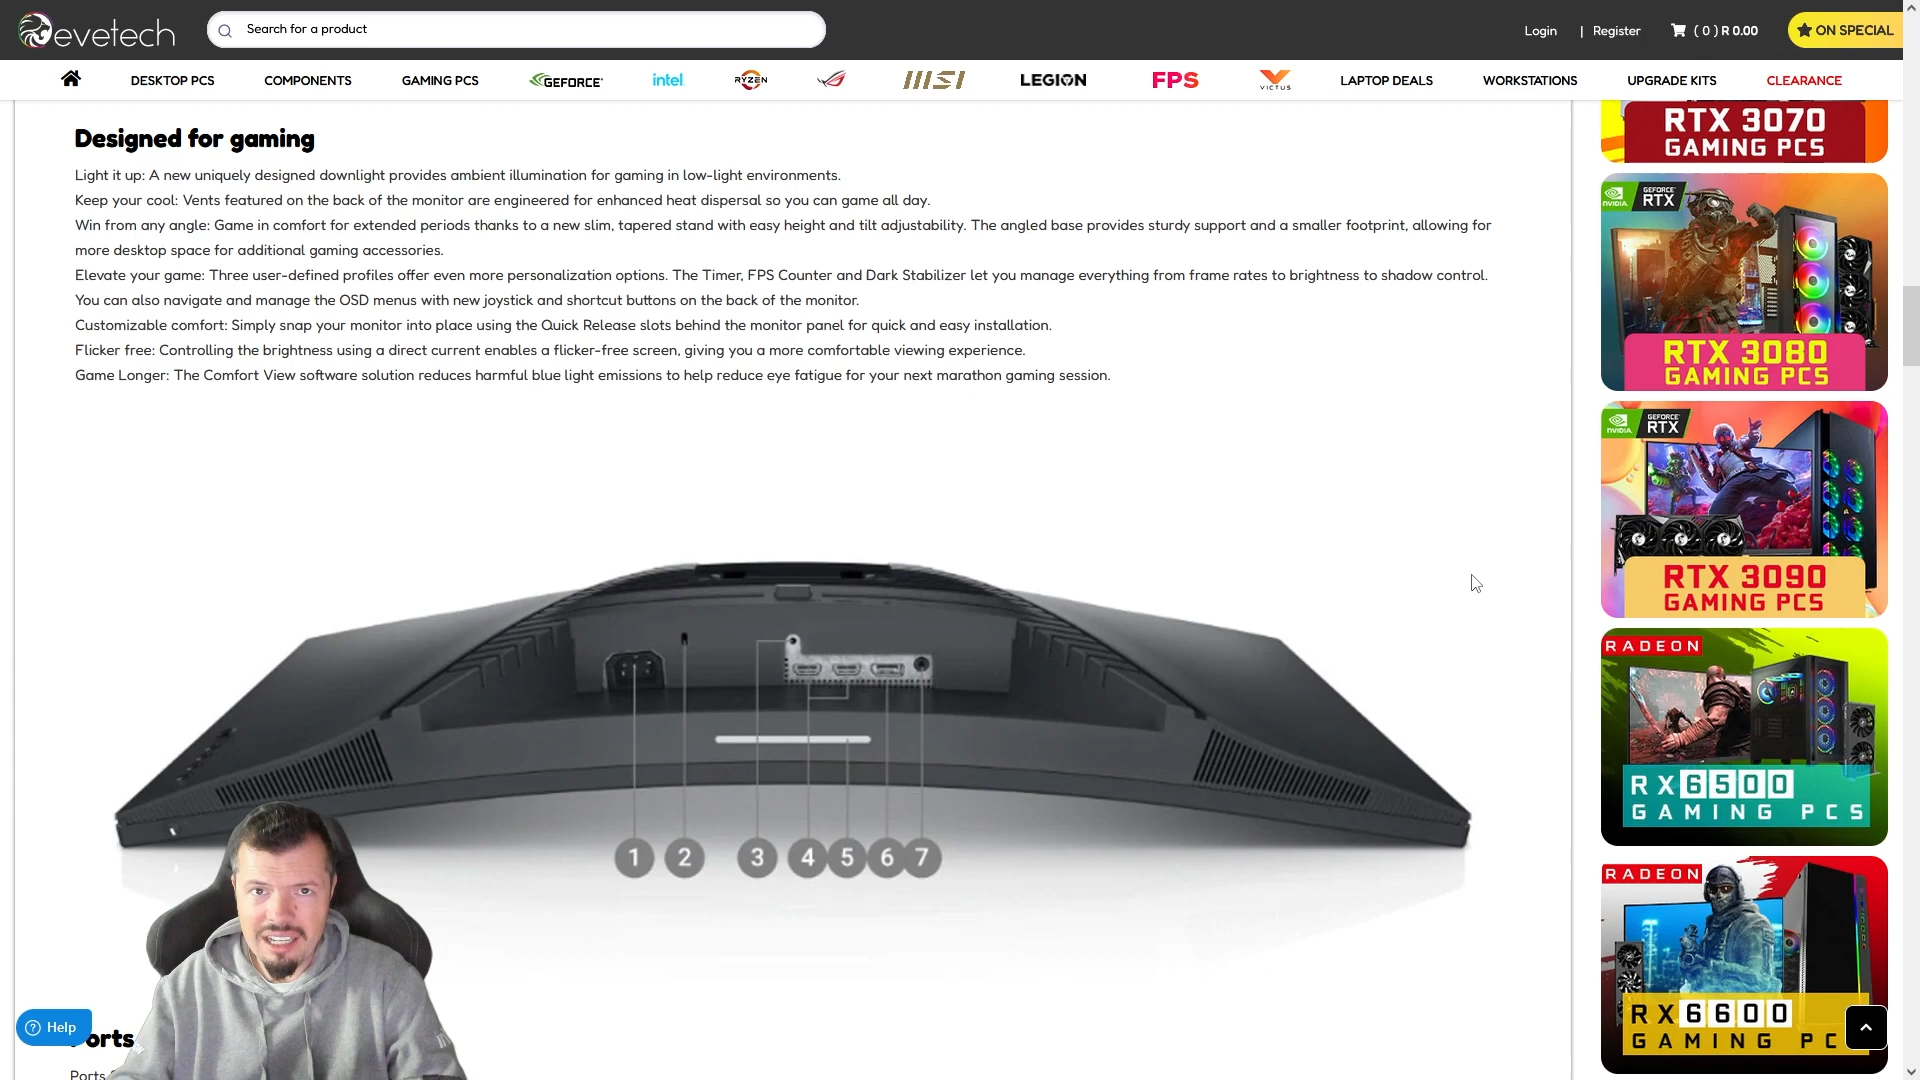 evetech
Search for a product
Login | Register ( 0 ) R 0.00 ON SPECIAL
DESKTOP PCS COMPONENTS GAMING PCS GEFORCE intel RYZEN MSI LEGION FPS VICTUS LAPTOP DEALS WORKSTATIONS UPGRADE KITS CLEARANCE
Designed for gaming
Light it up: A new uniquely designed downlight provides ambient illumination for gaming in low-light environments.
Keep your cool: Vents featured on the back of the monitor are engineered for enhanced heat dispersal so you can game all day.
Win from any angle: Game in comfort for extended periods thanks to a new slim, tapered stand with easy height and tilt adjustability. The angled base provides sturdy support and a smaller footprint, allowing for
more desktop space for additional gaming accessories.
Elevate your game: Three user-defined profiles offer even more personalization options. The Timer, FPS Counter and Dark Stabilizer let you manage everything from frame rates to brightness to shadow control.
You can also navigate and manage the OSD menus with new joystick and shortcut buttons on the back of the monitor.
Customizable comfort: Simply snap your monitor into place using the Quick Release slots behind the monitor panel for quick and easy installation.
Flicker free: Controlling the brightness using a direct current enables a flicker-free screen, giving you a more comfortable viewing experience.
Game Longer: The Comfort View software solution reduces harmful blue light emissions to help reduce eye fatigue for your next marathon gaming session.
1 2 3 4 5 6 7
Help
Ports
Ports
RTX 3070
GAMING PCS
NVIDIA GEFORCE RTX
RTX 3080
GAMING PCS
NVIDIA GEFORCE RTX
RTX 3090
GAMING PCS
RADEON
RX 6500
GAMING PCS
RADEON
RX 6600
GAMING PC